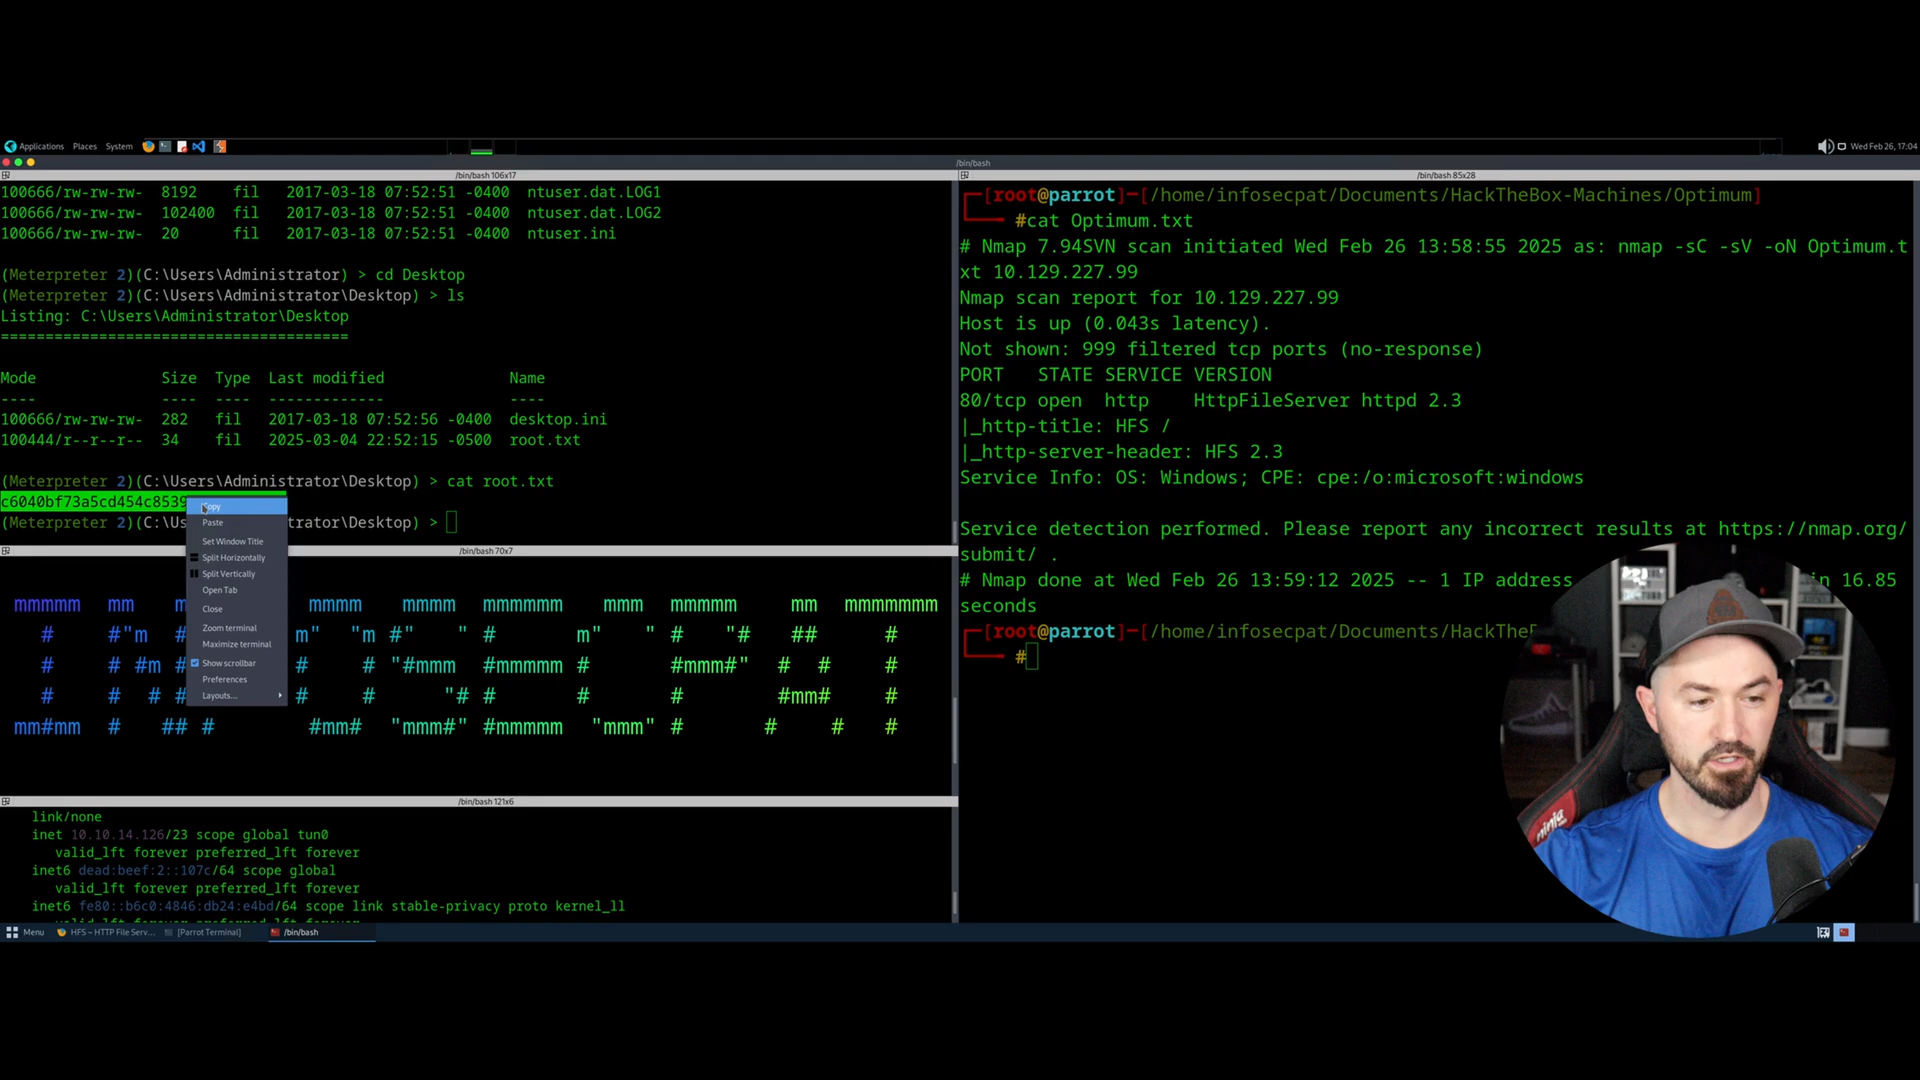 Applications Places System
Wed Feb 26, 17:04
/bin/bash
/bin/bash 106x17
100666/rw-rw-rw- 8192 fil 2017-03-18 07:52:51 -0400 ntuser.dat.LOG1
100666/rw-rw-rw- 102400 fil 2017-03-18 07:52:51 -0400 ntuser.dat.LOG2
100666/rw-rw-rw- 20 fil 2017-03-18 07:52:51 -0400 ntuser.ini
(Meterpreter 2)(C:\Users\Administrator) > cd Desktop
(Meterpreter 2)(C:\Users\Administrator\Desktop) > ls
Listing: C:\Users\Administrator\Desktop
=======================================
Mode Size Type Last modified Name
---- ---- ---- ------------- ----
100666/rw-rw-rw- 282 fil 2017-03-18 07:52:56 -0400 desktop.ini
100444/r--r--r-- 34 fil 2025-03-04 22:52:15 -0500 root.txt
(Meterpreter 2)(C:\Users\Administrator\Desktop) > cat root.txt
c6040bf73a5cd454c8539
(Meterpreter 2)(C:\Us trator\Desktop) >
Copy
Paste
Set Window Title
Split Horizontally
Split Vertically
Open Tab
Close
Zoom terminal
Maximize terminal
Show scrollbar
Preferences
Layouts...
/bin/bash 70x7
/bin/bash 121x6
link/none
inet 10.10.14.126/23 scope global tun0
valid_lft forever preferred_lft forever
inet6 dead:beef:2::107c/64 scope global
valid_lft forever preferred_lft forever
inet6 fe80::b6c0:4846:db24:e4bd/64 scope link stable-privacy proto kernel_ll
/bin/bash 85x28
[root@parrot]-[/home/infosecpat/Documents/HackTheBox-Machines/Optimum]
#cat Optimum.txt
# Nmap 7.94SVN scan initiated Wed Feb 26 13:58:55 2025 as: nmap -sC -sV -oN Optimum.t
xt 10.129.227.99
Nmap scan report for 10.129.227.99
Host is up (0.043s latency).
Not shown: 999 filtered tcp ports (no-response)
PORT STATE SERVICE VERSION
80/tcp open http HttpFileServer httpd 2.3
|_http-title: HFS /
|_http-server-header: HFS 2.3
Service Info: OS: Windows; CPE: cpe:/o:microsoft:windows
Service detection performed. Please report any incorrect results at https://nmap.org/
submit/ .
# Nmap done at Wed Feb 26 13:59:12 2025 -- 1 IP address in 16.85
seconds
[root@parrot]-[/home/infosecpat/Documents/HackTheB
#
ninja
Menu HFS ~ HTTP File Serv... [Parrot Terminal] /bin/bash